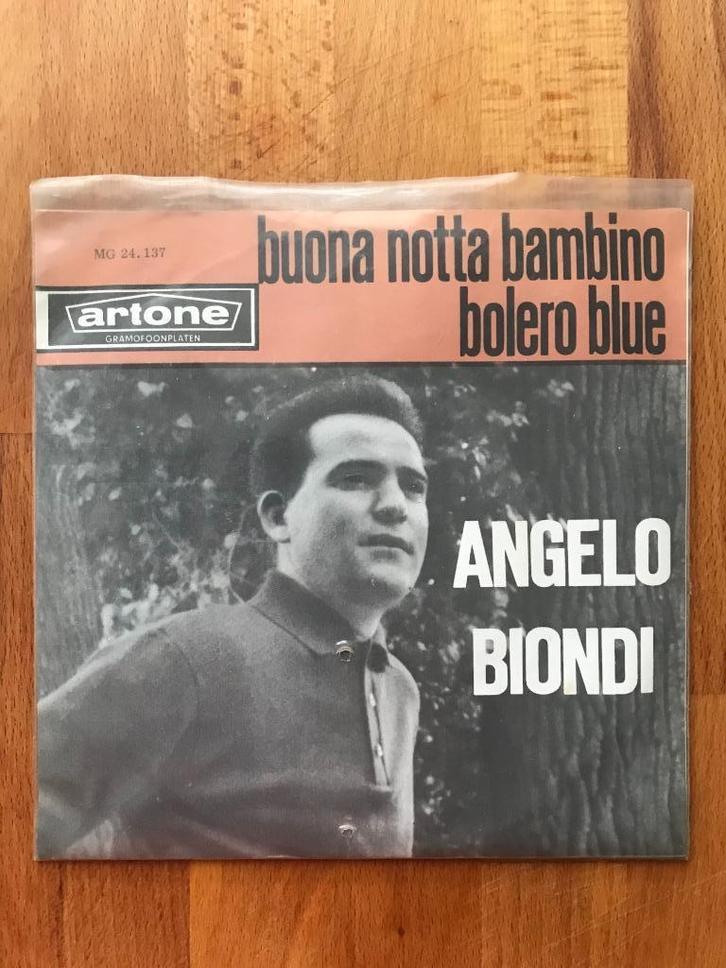 MG 24.137
buona notta bambino
bolero blue
artone
GRAMOFOONPLATEN
ANGELO
BIONDI